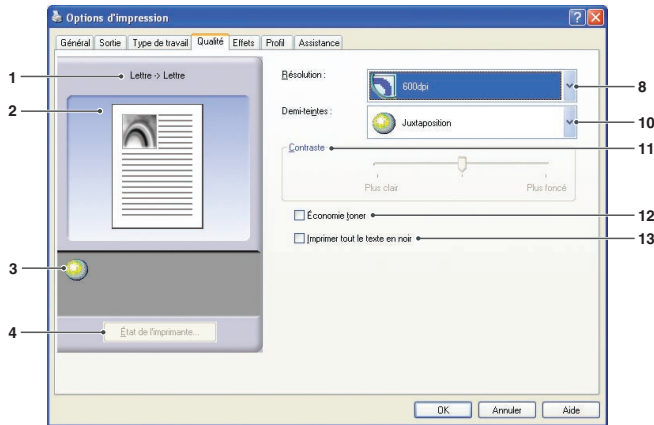 Options d'impression
Général Sortie Type de travail Qualité Effets Profil Assistance
1 Lettre -> Lettre
2
3
4 État de l'imprimante...
Résolution :
600dpi 8
Demi-teintes :
Juxtaposition 10
Contraste 11
Plus clair Plus foncé
Économie toner 12
Imprimer tout le texte en noir 13
OK Annuler Aide